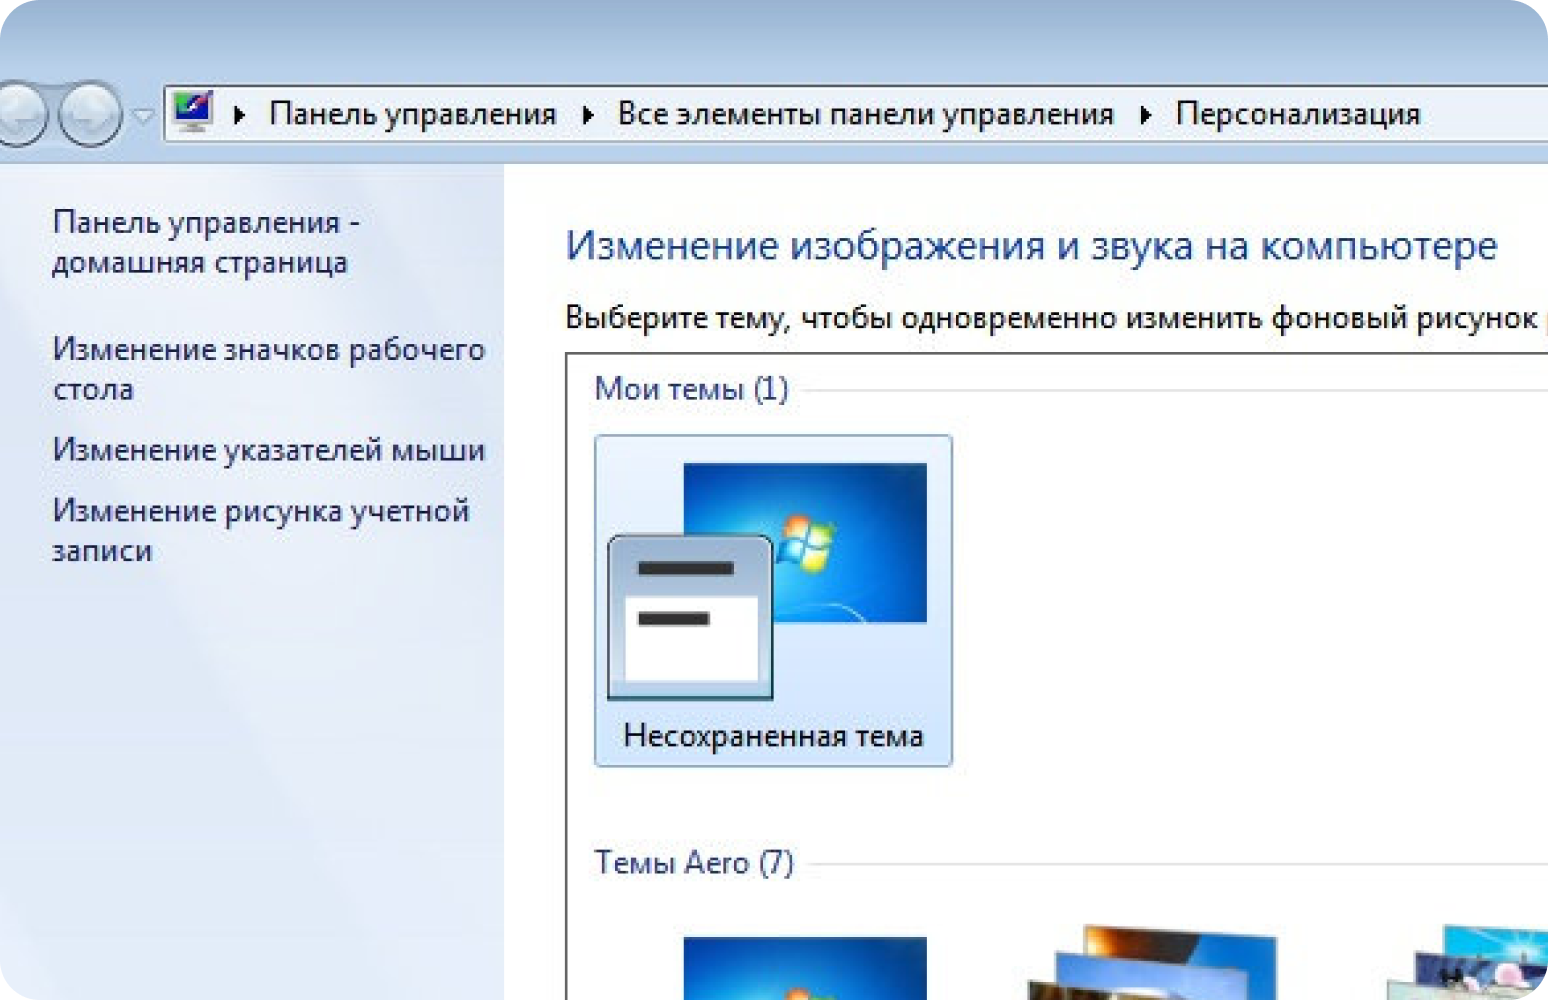 Панель управления Все элементы панели управления Персонализация
Панель управления -
домашняя страница
Изменение значков рабочего
стола
Изменение указателей мыши
Изменение рисунка учетной
записи
Изменение изображения и звука на компьютере
Выберите тему, чтобы одновременно изменить фоновый рисунок
Мои темы (1)
Несохраненная тема
Темы Aero (7)